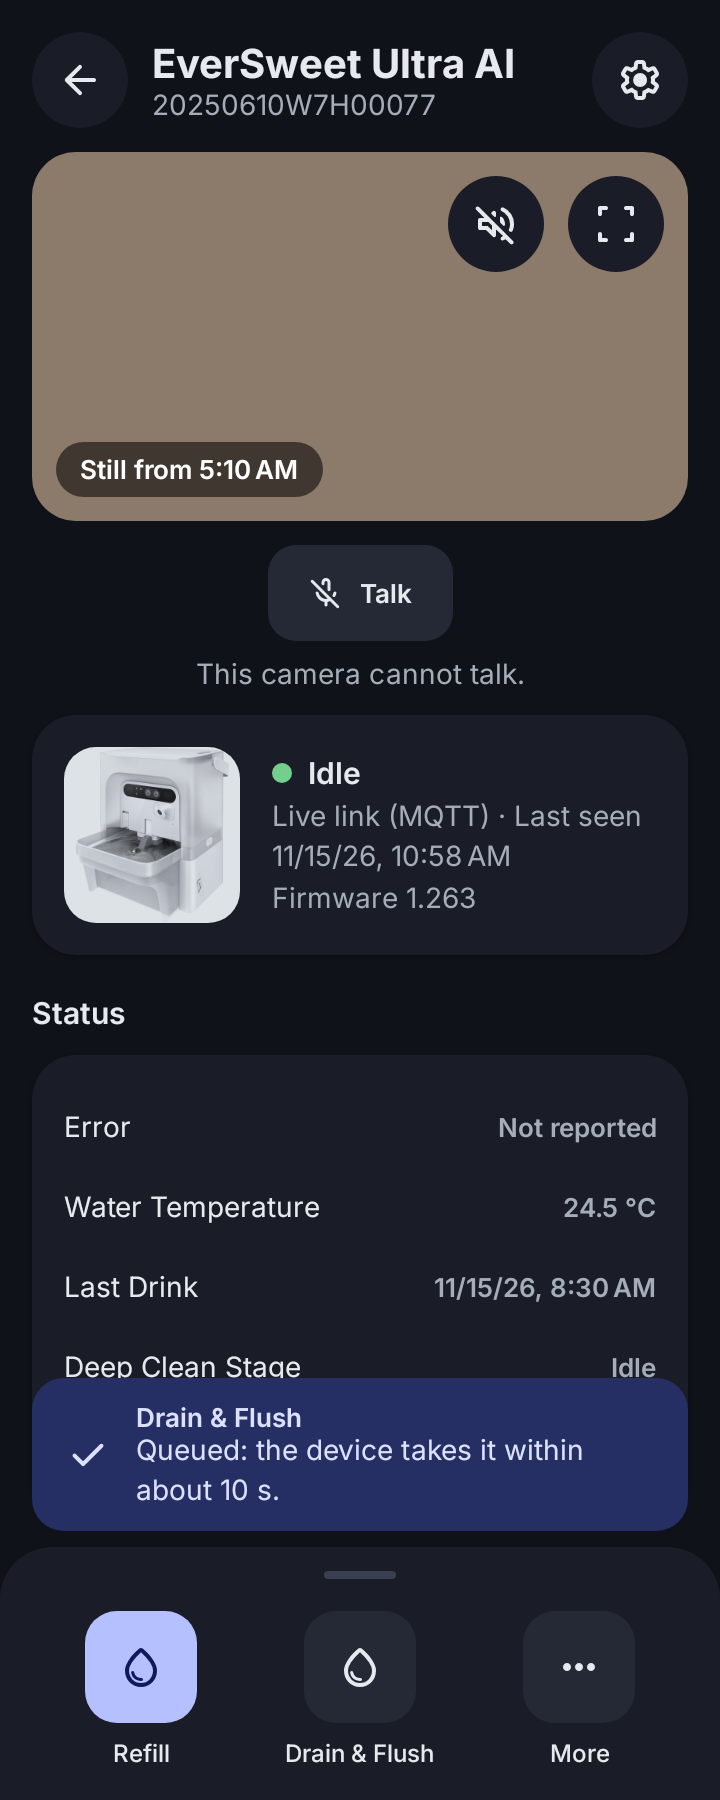 EverSweet Ultra AI
20250610W7H00077
Still from 5:10 AM
Talk
This camera cannot talk.
Idle
Live link (MQTT) · Last seen
11/15/26, 10:58 AM
Firmware 1.263
Status
Error
Not reported
Water Temperature
24.5 °C
Last Drink
11/15/26, 8:30 AM
Deep Clean Stage
Idle
Drain & Flush
Queued: the device takes it within
about 10 s.
Refill
Drain & Flush
More